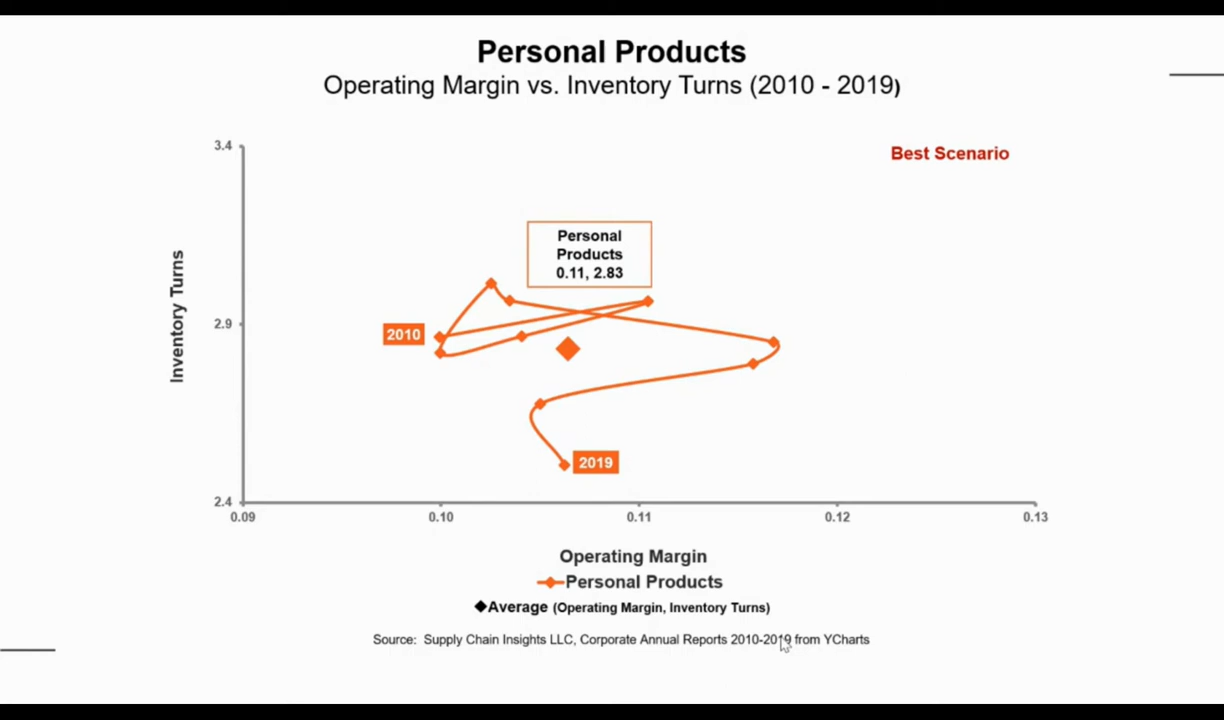 Personal Products
Operating Margin vs. Inventory Turns (2010 - 2019)
3.4
Best Scenario
Personal
Products
0.11, 2.83
Inventory Turns
2010
2.9
2019
2.4
0.09
0.10
0.11
0.12
0.13
Operating Margin
Personal Products
Average (Operating Margin, Inventory Turns)
Source: Supply Chain Insights LLC, Corporate Annual Reports 2010-2019 from YCharts